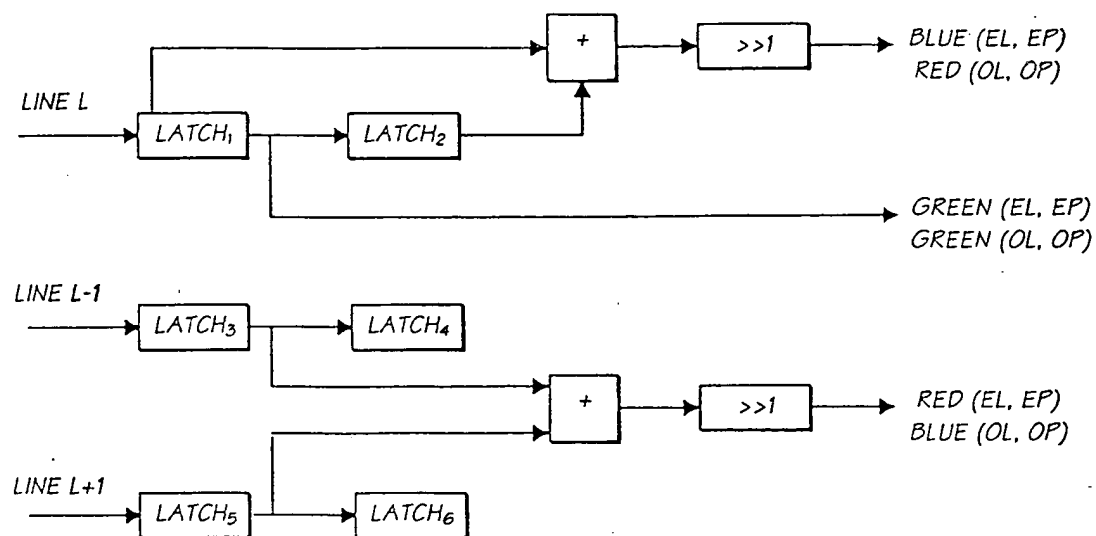 +
>>1
BLUE (EL, EP)
RED (OL, OP)
LINE L
LATCH₁
LATCH₂
GREEN (EL, EP)
GREEN (OL, OP)
LINE L-1
LATCH₃
LATCH₄
+
>>1
RED (EL, EP)
BLUE (OL, OP)
LINE L+1
LATCH₅
LATCH₆